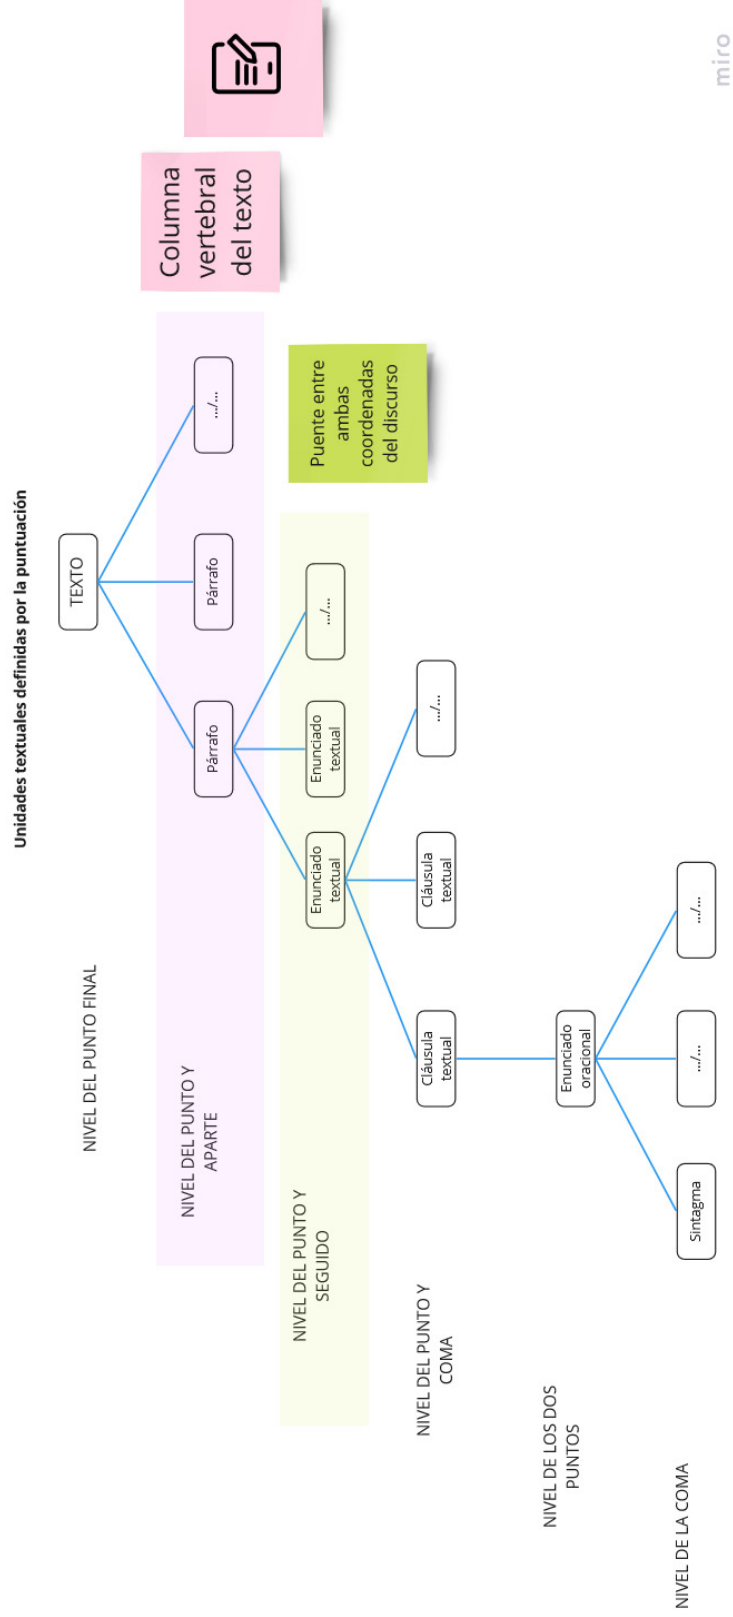 Unidades textuales definidas por la puntuación
NIVEL DEL PUNTO FINAL
TEXTO
NIVEL DEL PUNTO Y
APARTE
Párrafo
Párrafo
.../...
Columna
vertebral
del texto
NIVEL DEL PUNTO Y
SEGUIDO
Enunciado
textual
Enunciado
textual
.../...
Puente entre
ambas
coordenadas
del discurso
NIVEL DEL PUNTO Y
COMA
Cláusula
textual
Cláusula
textual
.../...
NIVEL DE LOS DOS
PUNTOS
Enunciado
oracional
NIVEL DE LA COMA
Sintagma
.../...
.../...
miro